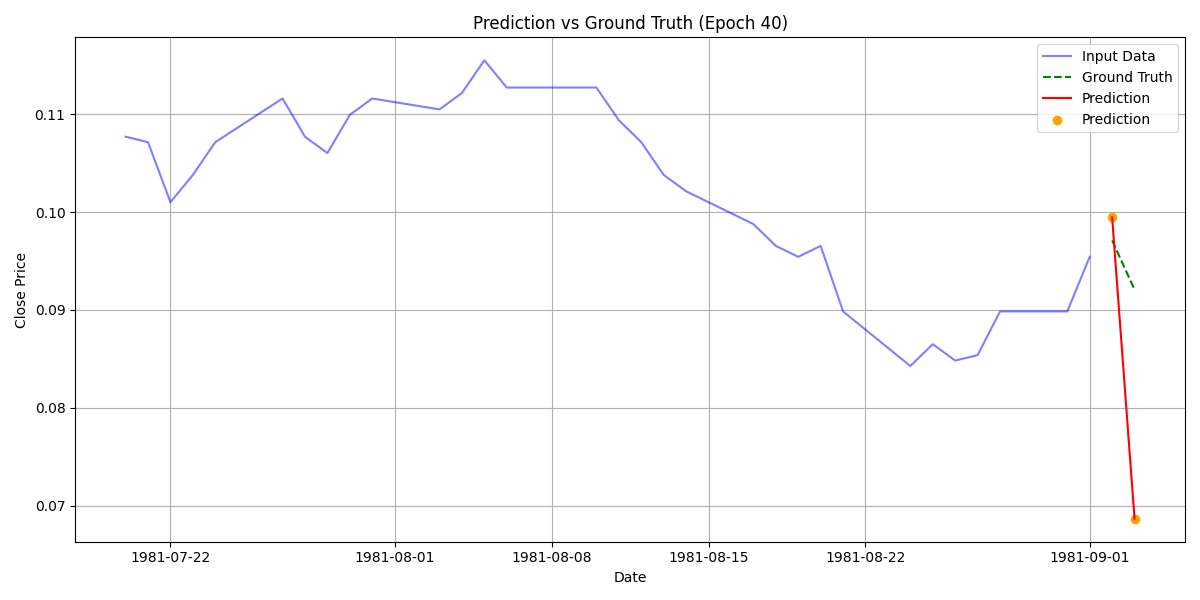 Prediction vs Ground Truth (Epoch 40)
Input Data
Ground Truth
Prediction
Prediction
Close Price
0.11
0.10
0.09
0.08
0.07
1981-07-22
1981-08-01
1981-08-08
1981-08-15
1981-08-22
1981-09-01
Date